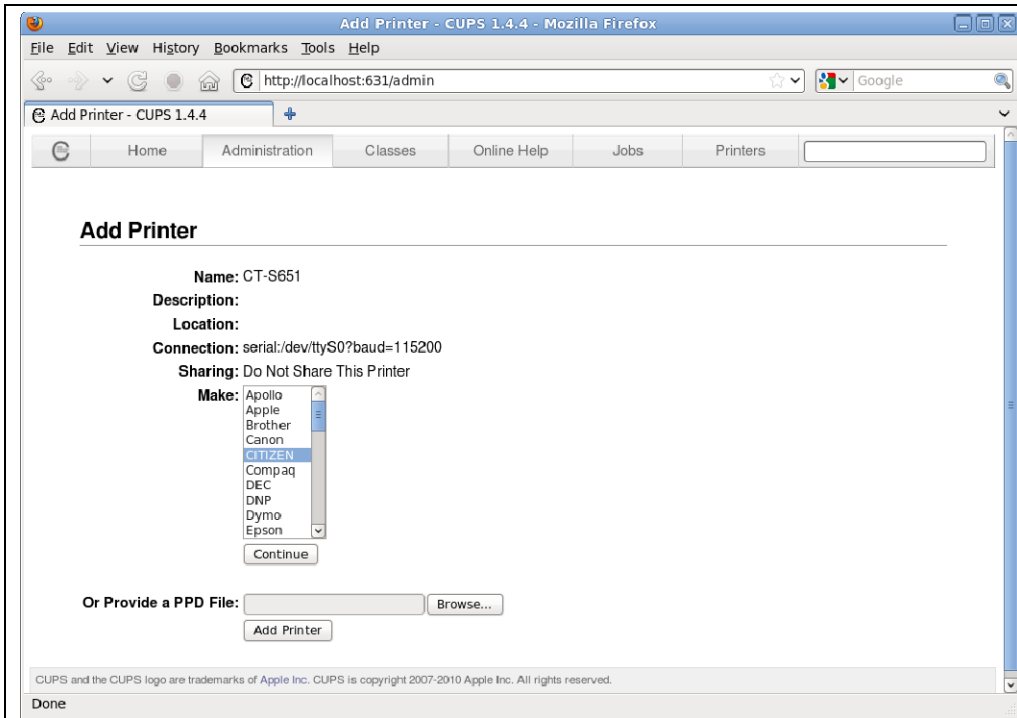 Add Printer - CUPS 1.4.4 - Mozilla Firefox
File Edit View History Bookmarks Tools Help
http://localhost:631/admin
Google
Add Printer - CUPS 1.4.4
Home Administration Classes Online Help Jobs Printers
Add Printer
Name: CT-S651
Description:
Location:
Connection: serial:/dev/ttyS0?baud=115200
Sharing: Do Not Share This Printer
Make: Apollo
Apple
Brother
Canon
CITIZEN
Compaq
DEC
DNP
Dymo
Epson
Continue
Or Provide a PPD File: Browse...
Add Printer
CUPS and the CUPS logo are trademarks of Apple Inc. CUPS is copyright 2007-2010 Apple Inc. All rights reserved.
Done